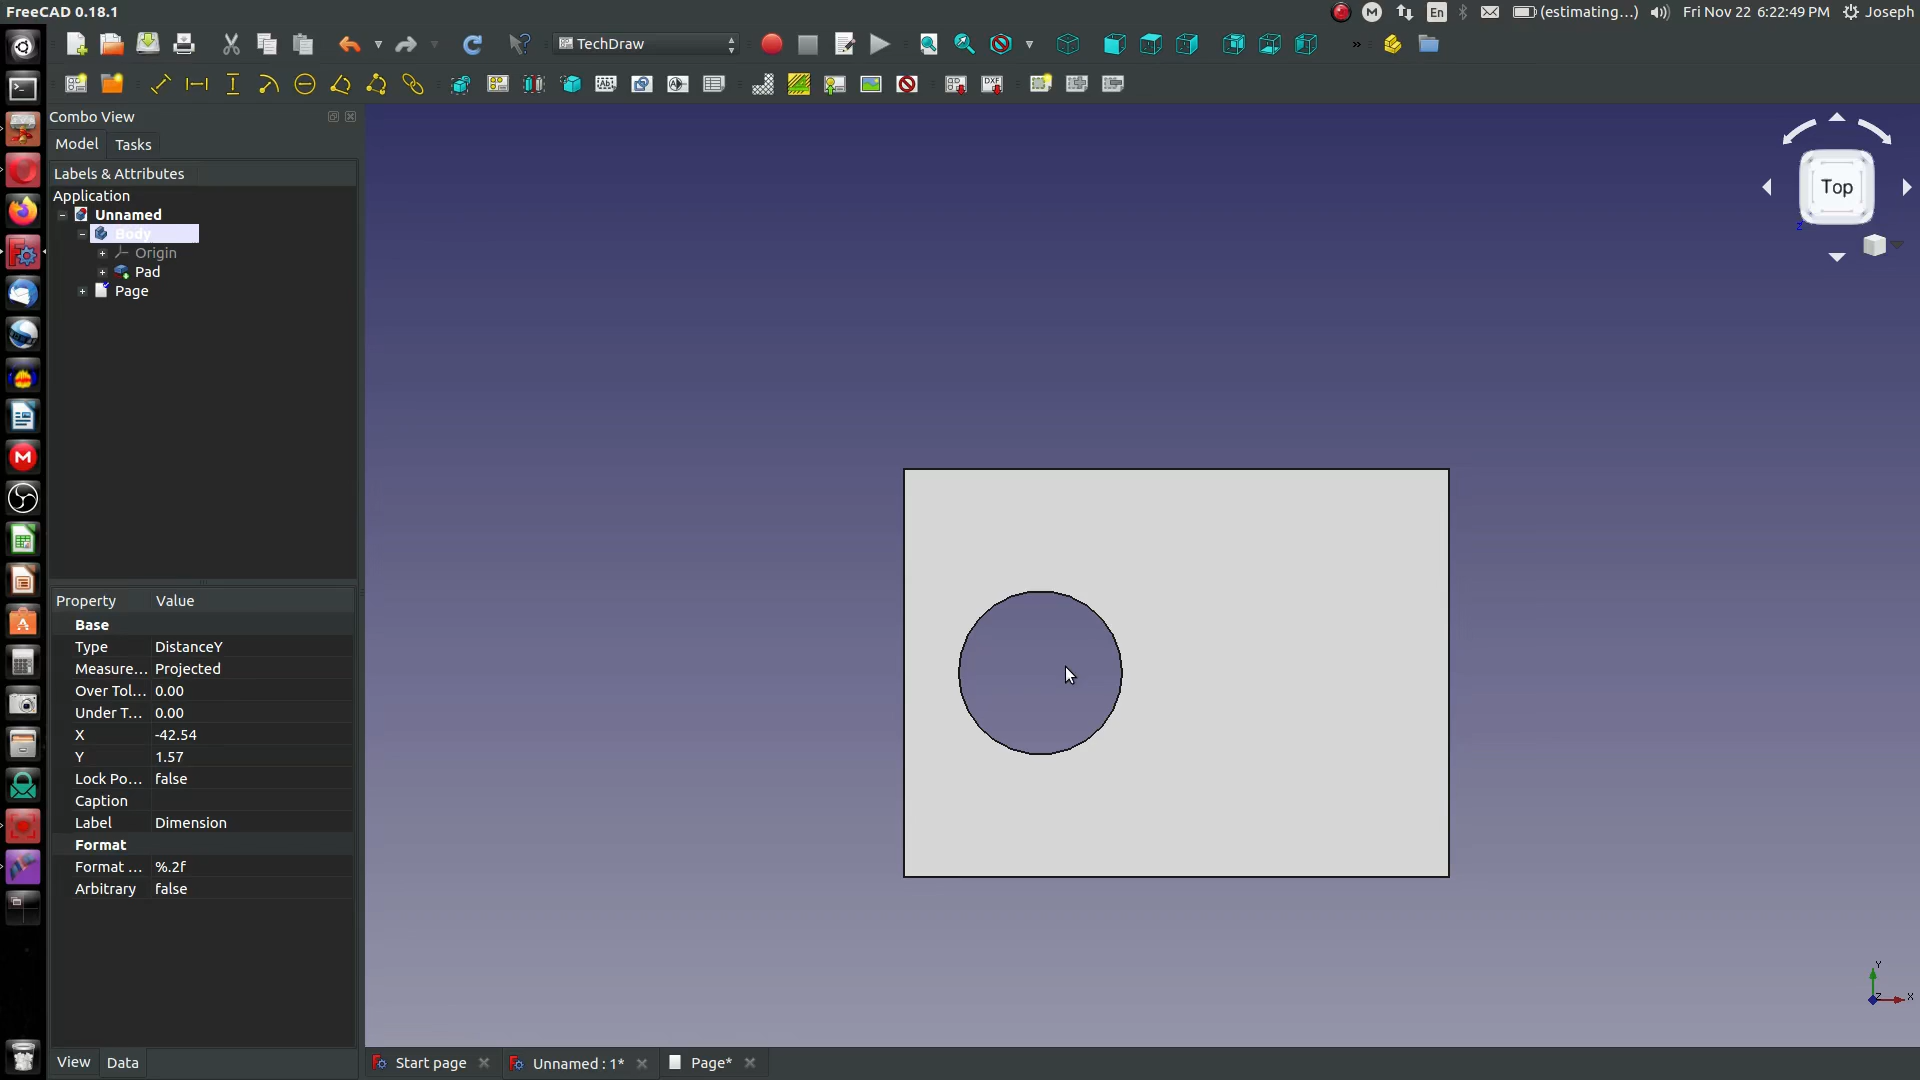 FreeCAD 0.18.1
En
(estimating...)
Fri Nov 22 6:22:49 PM
Joseph
TechDraw
»
DXF
Combo View
Model
Tasks
Labels & Attributes
Application
Unnamed
Body
Origin
Pad
Page
Top
Z
Property
Value
Base
Type
DistanceY
Measure...
Projected
Over Tol...
0.00
Under T...
0.00
X
-42.54
Y
1.57
Lock Po...
false
Caption
Label
Dimension
Format
Format ...
%.2f
Arbitrary
false
Y
Z
X
View
Data
Start page
Unnamed : 1*
Page*